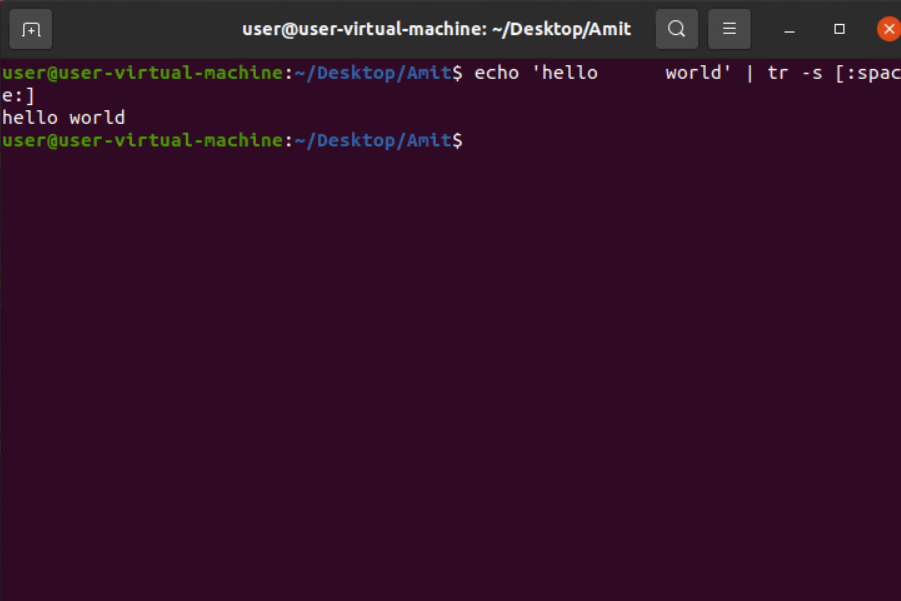 user@user-virtual-machine: ~/Desktop/Amit
user@user-virtual-machine:~/Desktop/Amit$ echo 'hello      world' | tr -s [:spac
e:]
hello world
user@user-virtual-machine:~/Desktop/Amit$